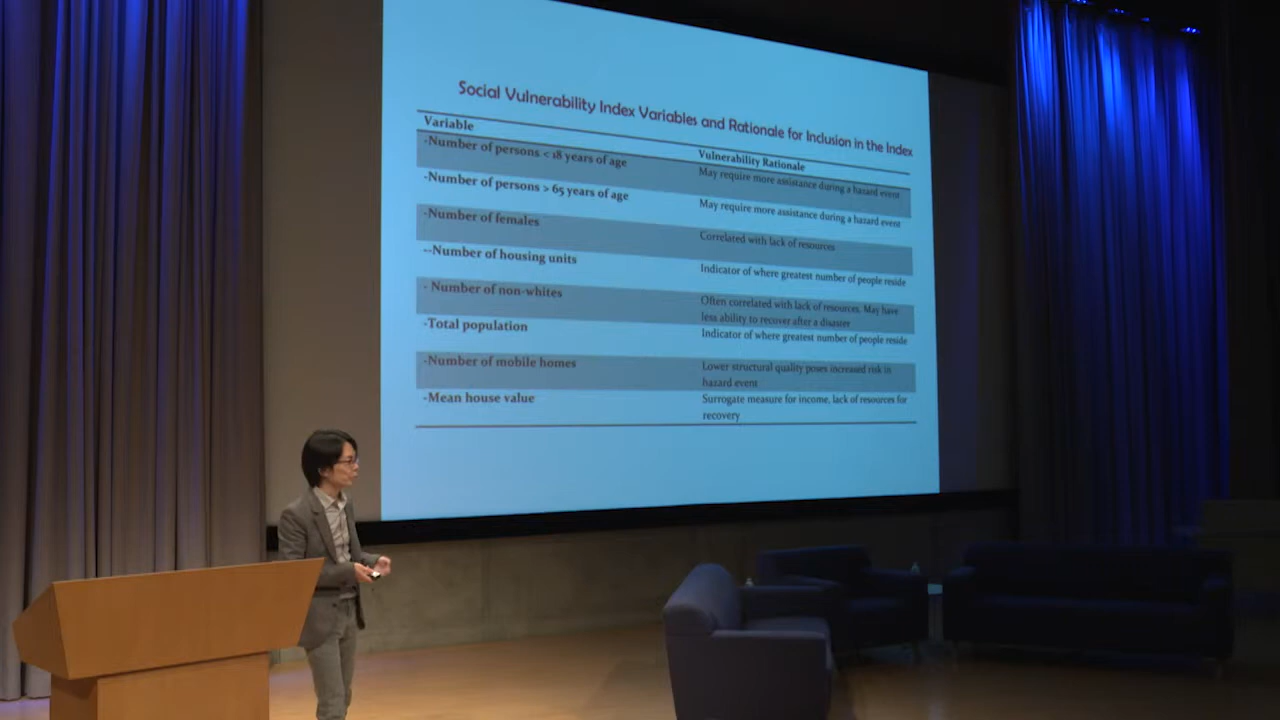 Social Vulnerability Index Variables and Rationale for Inclusion in the Index
Variable
Vulnerability Rationale
-Number of persons < 18 years of age
May require more assistance during a hazard event
-Number of persons > 65 years of age
May require more assistance during a hazard event
-Number of females
Correlated with lack of resources
--Number of housing units
Indicator of where greatest number of people reside
- Number of non-whites
Often correlated with lack of resources. May have
less ability to recover after a disaster
-Total population
Indicator of where greatest number of people reside
-Number of mobile homes
Lower structural quality poses increased risk in
hazard event
-Mean house value
Surrogate measure for income, lack of resources for
recovery